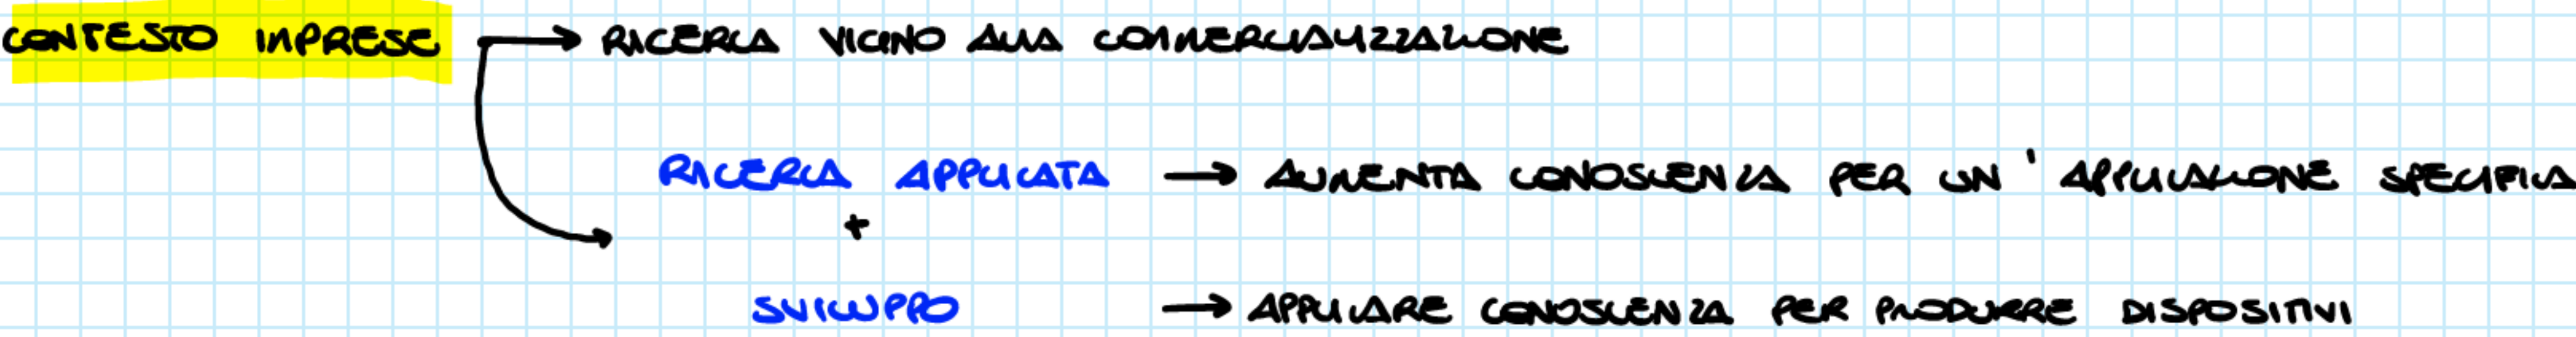 CONTESTO IMPRESE → RICERCA VICINO ALLA COMMERCIALIZZAZIONE
RICERCA APPLICATA → AUMENTA CONOSCENZA PER UN' APPLICAZIONE SPECIFICA
+
SVILUPPO → APPLICARE CONOSCENZA PER PRODURRE DISPOSITIVI